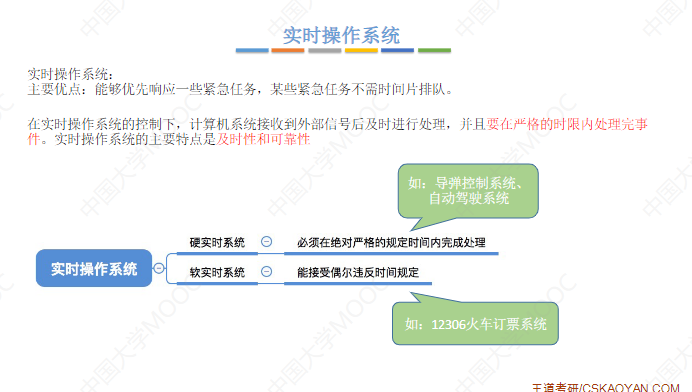 实时操作系统
实时操作系统：
主要优点：能够优先响应一些紧急任务，某些紧急任务不需时间片排队。
在实时操作系统的控制下，计算机系统接收到外部信号后及时进行处理，并且要在严格的时限内处理完事
件。实时操作系统的主要特点是及时性和可靠性
如：导弹控制系统、
自动驾驶系统
硬实时系统
必须在绝对严格的规定时间内完成处理
实时操作系统
软实时系统
能接受偶尔违反时间规定
如：12306火车订票系统
王道考研/CSKAOYAN.COM
中国大学MOOC